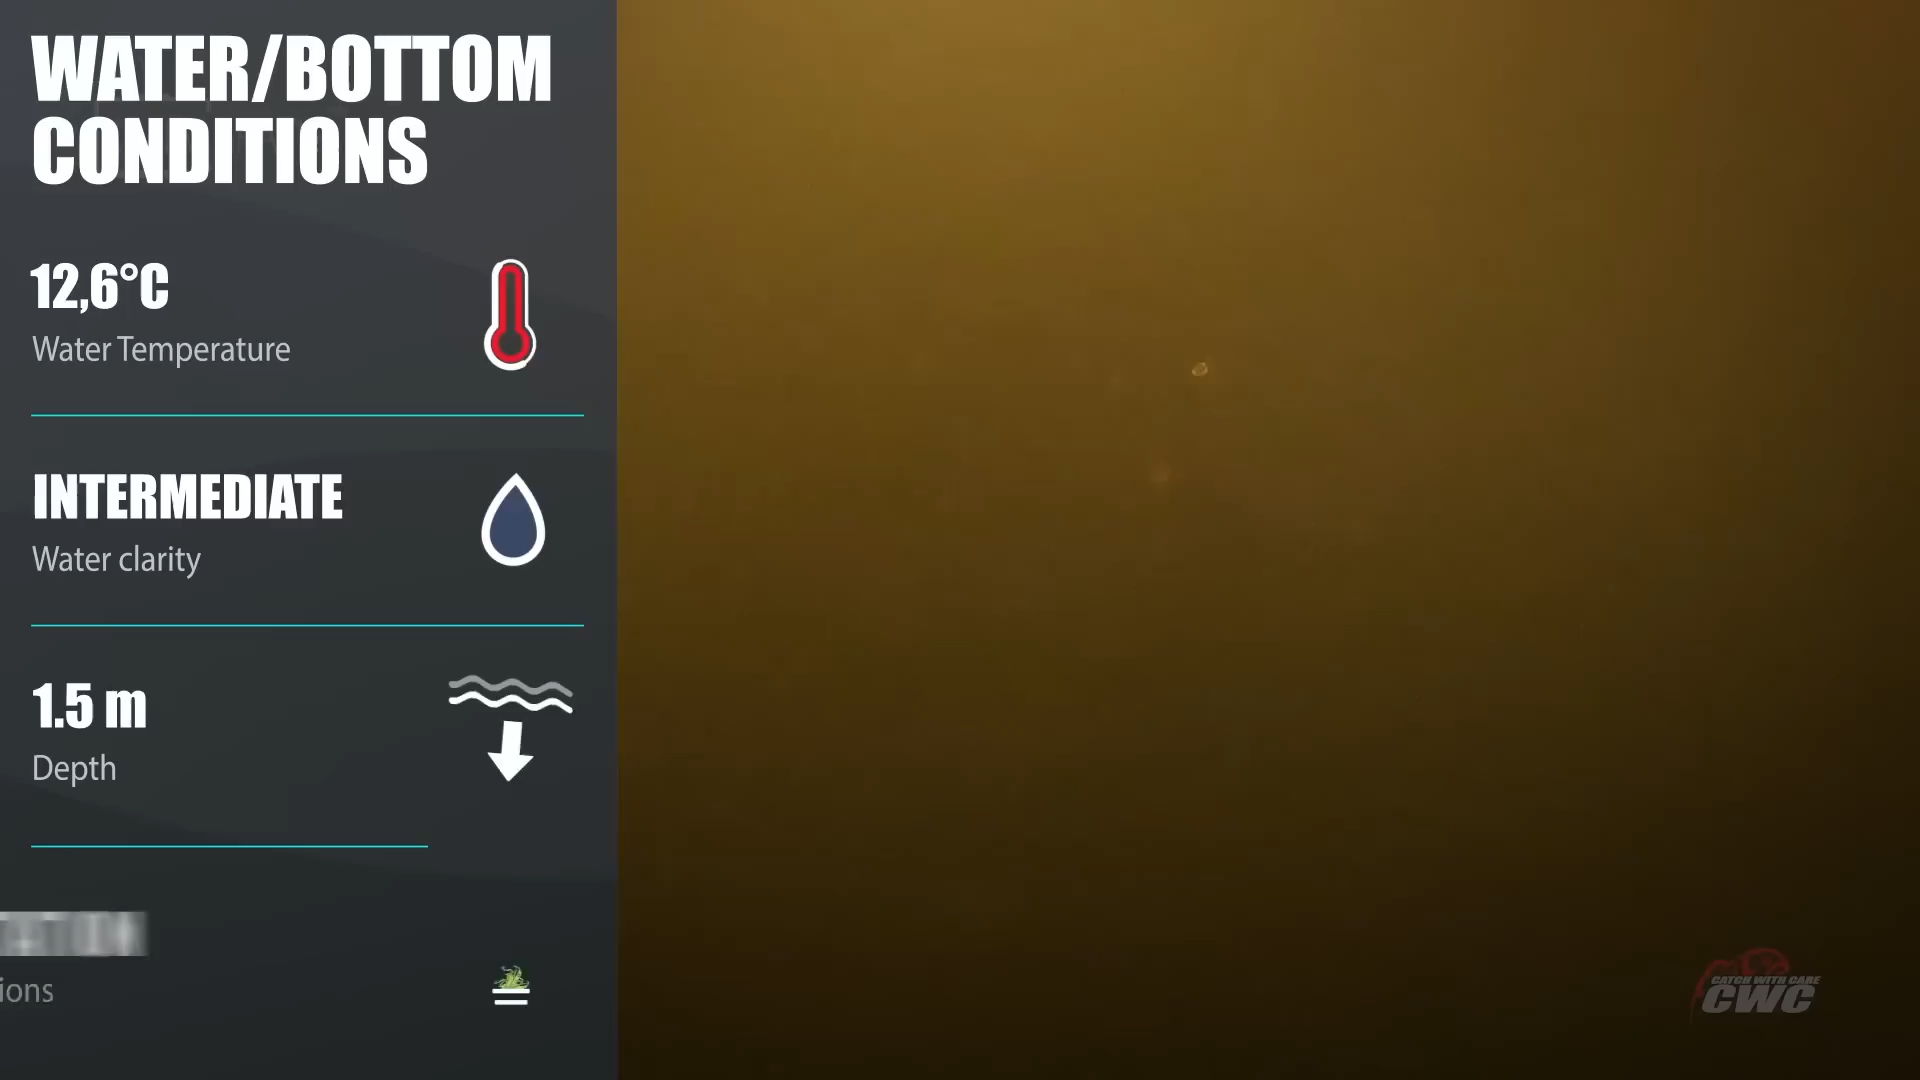 WATER/BOTTOM
CONDITIONS
12,6°C
Water Temperature
INTERMEDIATE
Water clarity
1.5 m
Depth
ions
CATCH WITH CARE
CWC